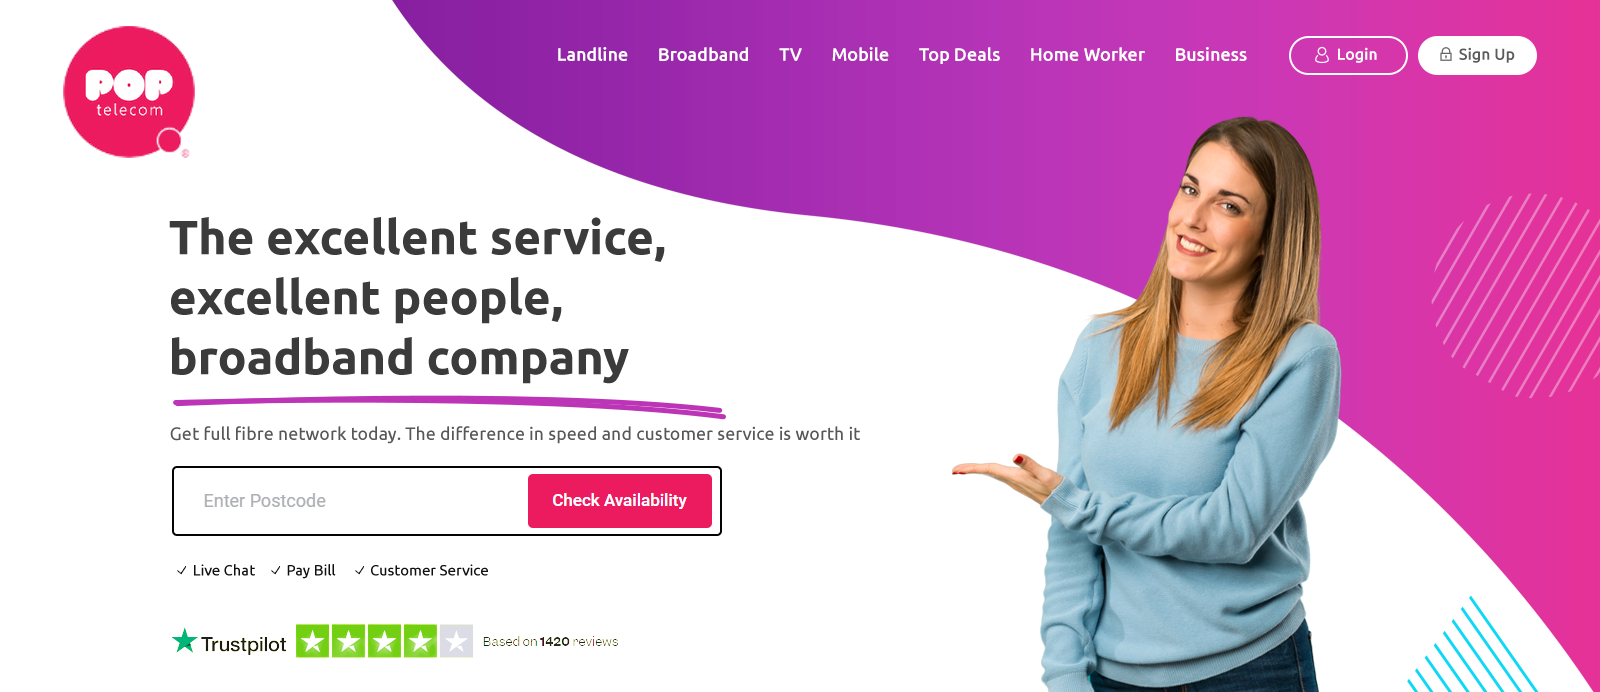 POP
telecom
®
Landline Broadband TV Mobile Top Deals Home Worker Business Login Sign Up
The excellent service,
excellent people,
broadband company
Get full fibre network today. The difference in speed and customer service is worth it
Enter Postcode Check Availability
✓ Live Chat ✓ Pay Bill ✓ Customer Service
Trustpilot Based on 1420 reviews